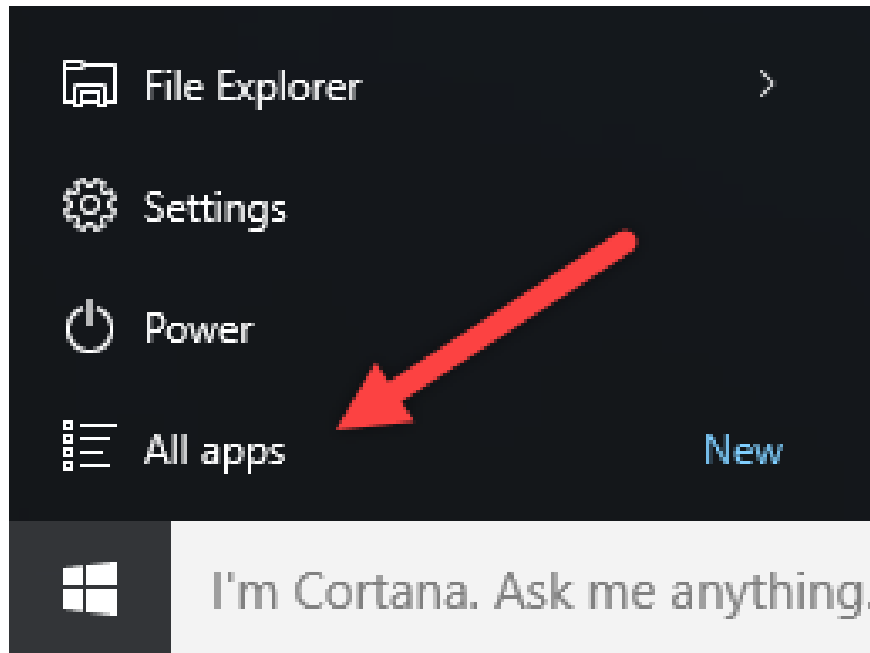 File Explorer
Settings
Power
All apps New
I'm Cortana. Ask me anything.